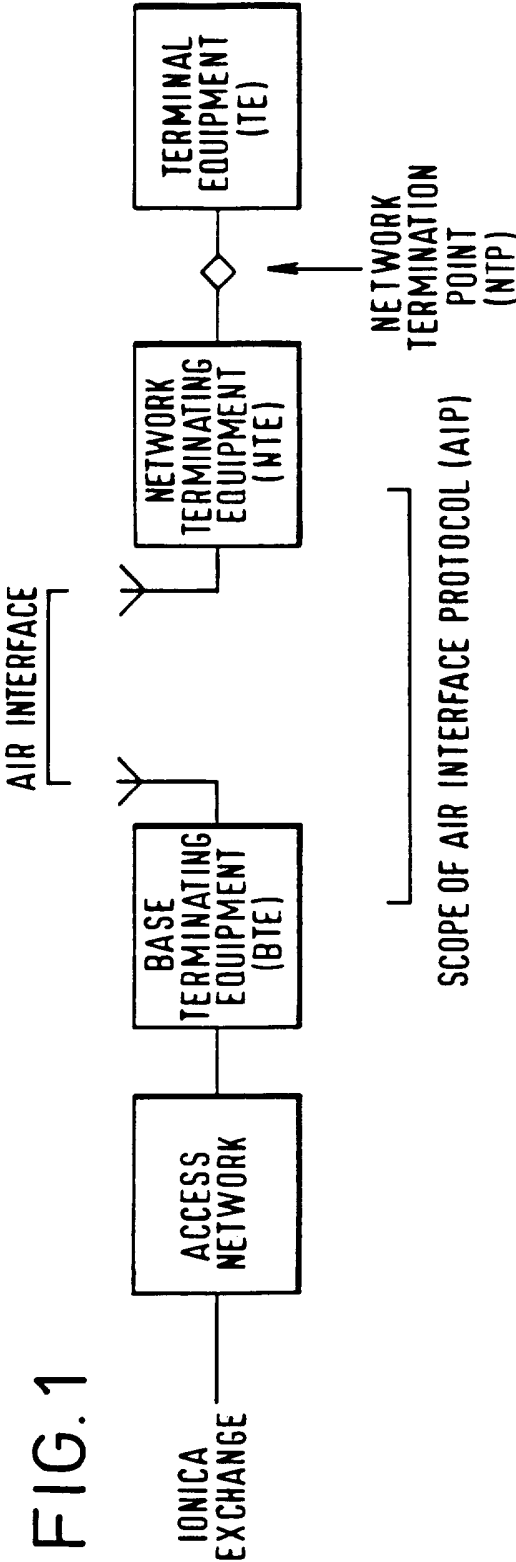 FIG. 1
IONICA
EXCHANGE
ACCESS
NETWORK
BASE
TERMINATING
EQUIPMENT
(BTE)
AIR INTERFACE
NETWORK
TERMINATING
EQUIPMENT
(NTE)
TERMINAL
EQUIPMENT
(TE)
NETWORK
TERMINATION
POINT
(NTP)
SCOPE OF AIR INTERFACE PROTOCOL (AIP)